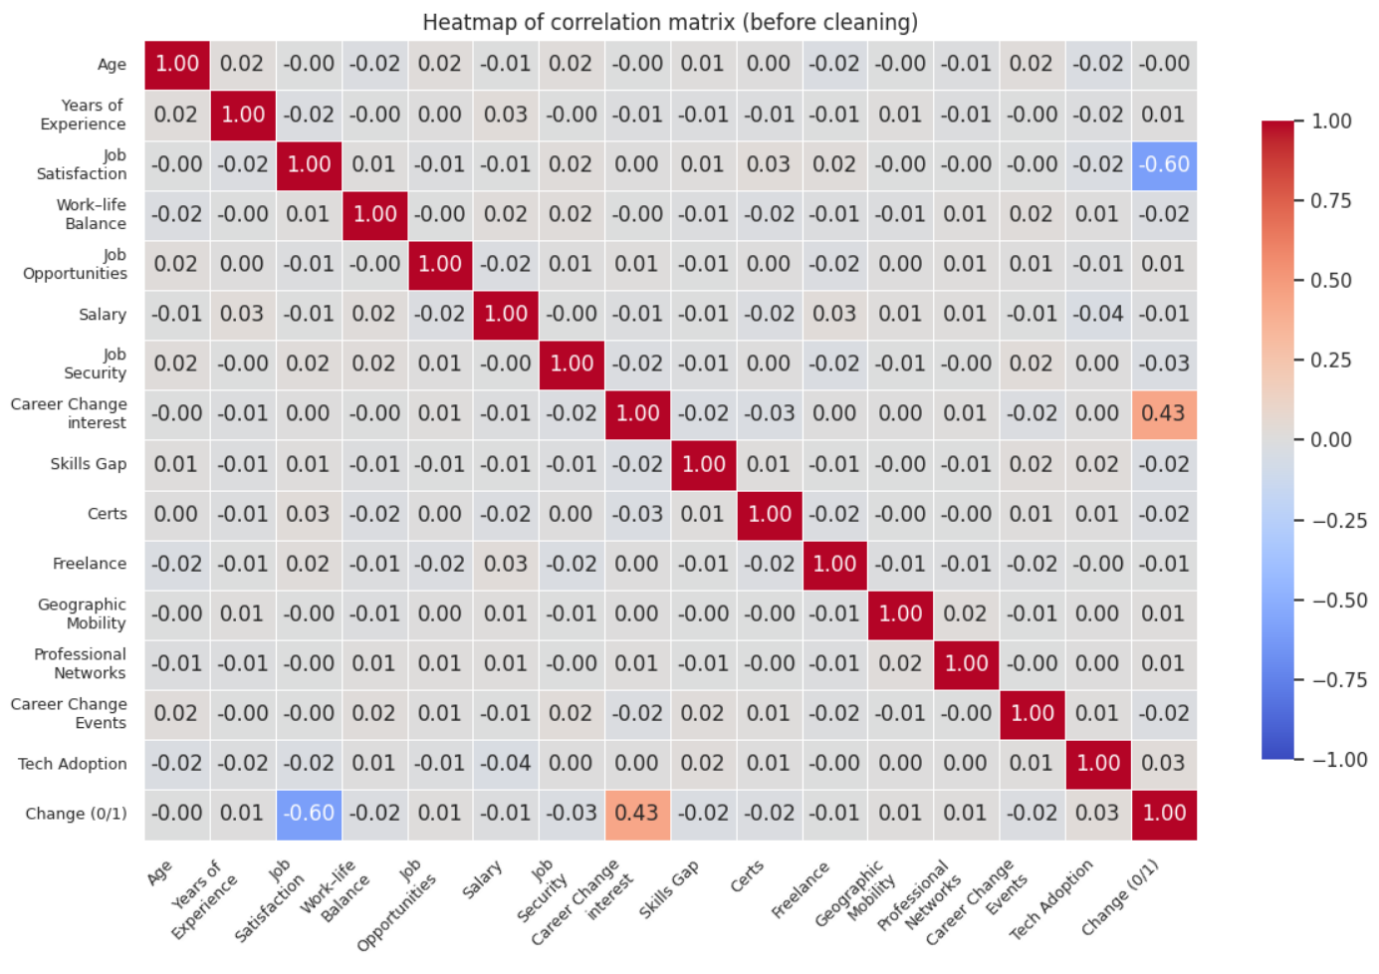 Heatmap of correlation matrix (before cleaning)
Age 1.00 0.02 -0.00 -0.02 0.02 -0.01 0.02 -0.00 0.01 0.00 -0.02 -0.00 -0.01 0.02 -0.02 -0.00
Years of
Experience 0.02 1.00 -0.02 -0.00 0.00 0.03 -0.00 -0.01 -0.01 -0.01 -0.01 0.01 -0.01 -0.00 -0.02 0.01
Job
Satisfaction -0.00 -0.02 1.00 0.01 -0.01 -0.01 0.02 0.00 0.01 0.03 0.02 -0.00 -0.00 -0.00 -0.02 -0.60
Work–life
Balance -0.02 -0.00 0.01 1.00 -0.00 0.02 0.02 -0.00 -0.01 -0.02 -0.01 -0.01 0.01 0.02 0.01 -0.02
Job
Opportunities 0.02 0.00 -0.01 -0.00 1.00 -0.02 0.01 0.01 -0.01 0.00 -0.02 0.00 0.01 0.01 -0.01 0.01
Salary -0.01 0.03 -0.01 0.02 -0.02 1.00 -0.00 -0.01 -0.01 -0.02 0.03 0.01 0.01 -0.01 -0.04 -0.01
Job
Security 0.02 -0.00 0.02 0.02 0.01 -0.00 1.00 -0.02 -0.01 0.00 -0.02 -0.01 -0.00 0.02 0.00 -0.03
Career Change
interest -0.00 -0.01 0.00 -0.00 0.01 -0.01 -0.02 1.00 -0.02 -0.03 0.00 0.00 0.01 -0.02 0.00 0.43
Skills Gap 0.01 -0.01 0.01 -0.01 -0.01 -0.01 -0.01 -0.02 1.00 0.01 -0.01 -0.00 -0.01 0.02 0.02 -0.02
Certs 0.00 -0.01 0.03 -0.02 0.00 -0.02 0.00 -0.03 0.01 1.00 -0.02 -0.00 -0.00 0.01 0.01 -0.02
Freelance -0.02 -0.01 0.02 -0.01 -0.02 0.03 -0.02 0.00 -0.01 -0.02 1.00 -0.01 -0.01 -0.02 -0.00 -0.01
Geographic
Mobility -0.00 0.01 -0.00 -0.01 0.00 0.01 -0.01 0.00 -0.00 -0.00 -0.01 1.00 0.02 -0.01 0.00 0.01
Professional
Networks -0.01 -0.01 -0.00 0.01 0.01 0.01 -0.00 0.01 -0.01 -0.00 -0.01 0.02 1.00 -0.00 0.00 0.01
Career Change
Events 0.02 -0.00 -0.00 0.02 0.01 -0.01 0.02 -0.02 0.02 0.01 -0.02 -0.01 -0.00 1.00 0.01 -0.02
Tech Adoption -0.02 -0.02 -0.02 0.01 -0.01 -0.04 0.00 0.00 0.02 0.01 -0.00 0.00 0.00 0.01 1.00 0.03
Change (0/1) -0.00 0.01 -0.60 -0.02 0.01 -0.01 -0.03 0.43 -0.02 -0.02 -0.01 0.01 0.01 -0.02 0.03 1.00
Age
Years of
Experience
Job
Satisfaction
Work–life
Balance
Job
Opportunities
Salary
Job
Security
Career Change
interest
Skills Gap
Certs
Freelance
Geographic
Mobility
Professional
Networks
Career Change
Events
Tech Adoption
Change (0/1)
1.00
0.75
0.50
0.25
0.00
−0.25
−0.50
−0.75
−1.00